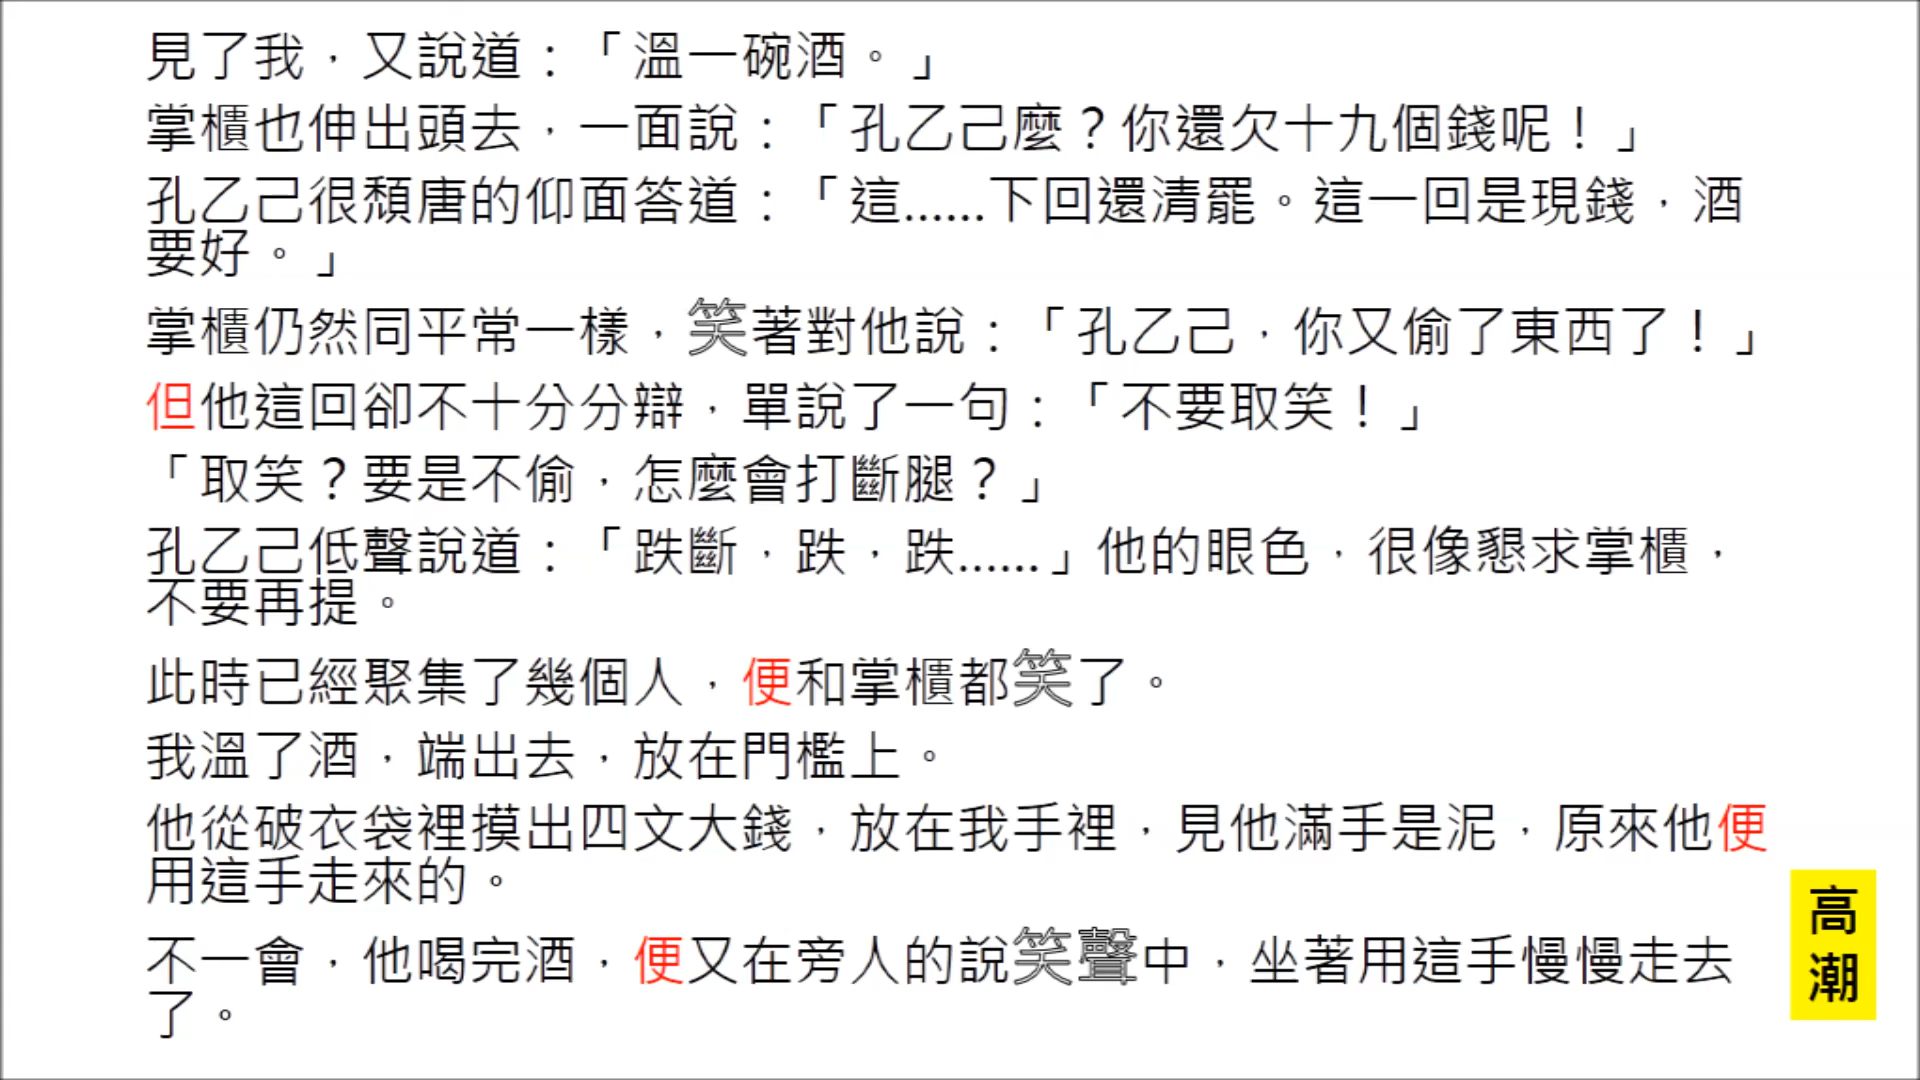 見了我，又說道：「溫一碗酒。」
掌櫃也伸出頭去，一面說：「孔乙己麼？你還欠十九個錢呢！」
孔乙己很頹唐的仰面答道：「這……下回還清罷。這一回是現錢，酒
要好。」
掌櫃仍然同平常一樣，笑著對他說：「孔乙己，你又偷了東西了！」
但他這回卻不十分分辯，單說了一句：「不要取笑！」
「取笑？要是不偷，怎麼會打斷腿？」
孔乙己低聲說道：「跌斷，跌，跌……」他的眼色，很像懇求掌櫃，
不要再提。
此時已經聚集了幾個人，便和掌櫃都笑了。
我溫了酒，端出去，放在門檻上。
他從破衣袋裡摸出四文大錢，放在我手裡，見他滿手是泥，原來他便
用這手走來的。
不一會，他喝完酒，便又在旁人的說笑聲中，坐著用這手慢慢走去
了。
高
潮